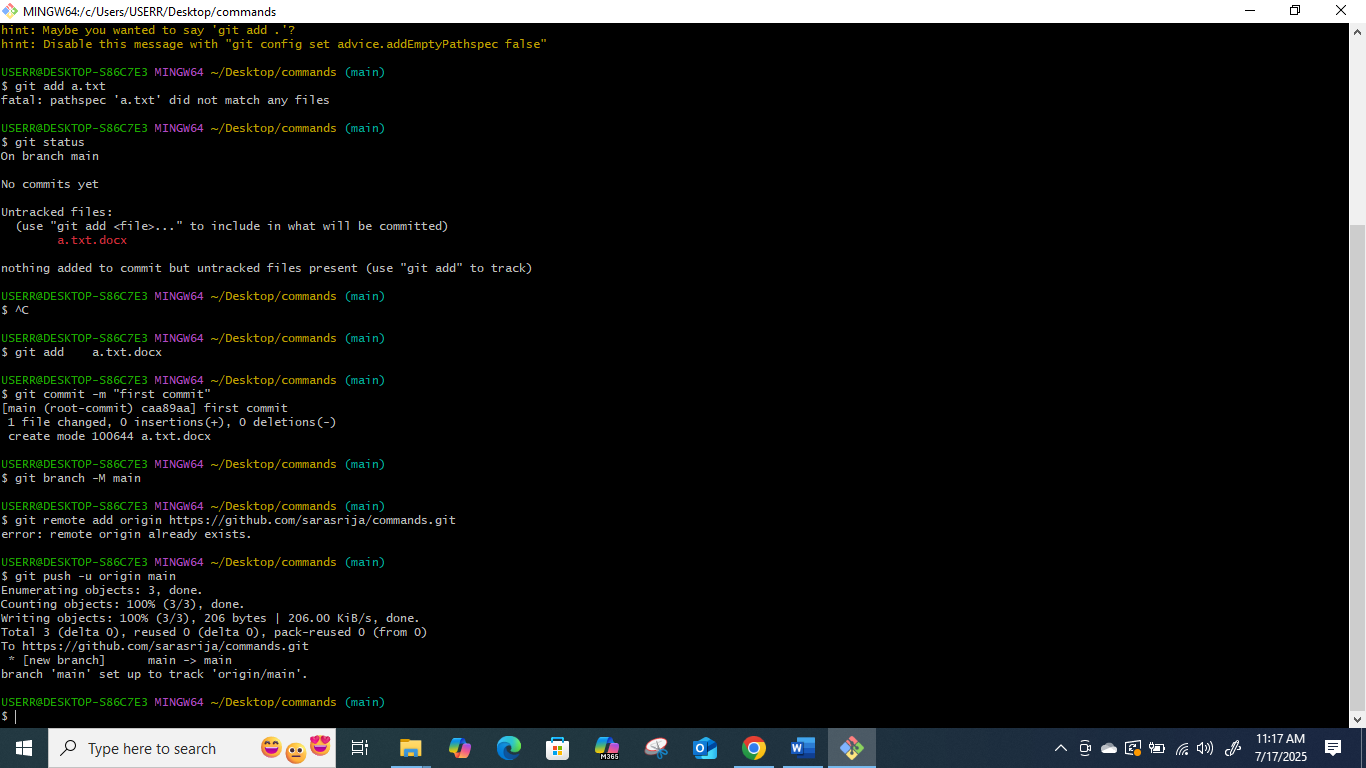 MINGW64:/c/Users/USERR/Desktop/commands
hint: Maybe you wanted to say 'git add .'?
hint: Disable this message with "git config set advice.addEmptyPathspec false"
USERR@DESKTOP-S86C7E3 MINGW64 ~/Desktop/commands (main)
$ git add a.txt
fatal: pathspec 'a.txt' did not match any files
USERR@DESKTOP-S86C7E3 MINGW64 ~/Desktop/commands (main)
$ git status
On branch main
No commits yet
Untracked files:
(use "git add <file>..." to include in what will be committed)
a.txt.docx
nothing added to commit but untracked files present (use "git add" to track)
USERR@DESKTOP-S86C7E3 MINGW64 ~/Desktop/commands (main)
$ ^C
USERR@DESKTOP-S86C7E3 MINGW64 ~/Desktop/commands (main)
$ git add    a.txt.docx
USERR@DESKTOP-S86C7E3 MINGW64 ~/Desktop/commands (main)
$ git commit -m "first commit"
[main (root-commit) caa89aa] first commit
1 file changed, 0 insertions(+), 0 deletions(-)
create mode 100644 a.txt.docx
USERR@DESKTOP-S86C7E3 MINGW64 ~/Desktop/commands (main)
$ git branch -M main
USERR@DESKTOP-S86C7E3 MINGW64 ~/Desktop/commands (main)
$ git remote add origin https://github.com/sarasrija/commands.git
error: remote origin already exists.
USERR@DESKTOP-S86C7E3 MINGW64 ~/Desktop/commands (main)
$ git push -u origin main
Enumerating objects: 3, done.
Counting objects: 100% (3/3), done.
Writing objects: 100% (3/3), 206 bytes | 206.00 KiB/s, done.
Total 3 (delta 0), reused 0 (delta 0), pack-reused 0 (from 0)
To https://github.com/sarasrija/commands.git
* [new branch]      main -> main
branch 'main' set up to track 'origin/main'.
USERR@DESKTOP-S86C7E3 MINGW64 ~/Desktop/commands (main)
$
Type here to search
M365
11:17 AM
7/17/2025